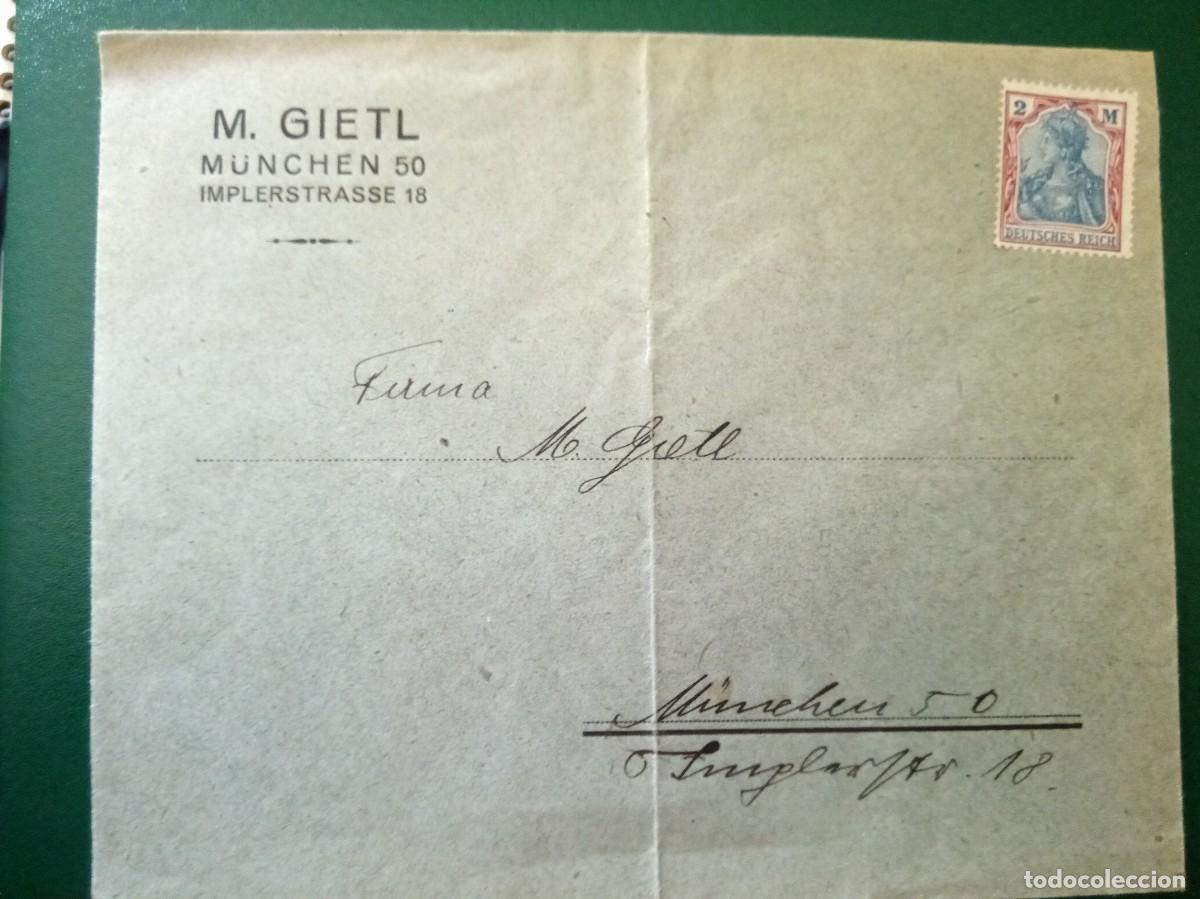 M. GIETL
MÜNCHEN 50
IMPLERSTRASSE 18
2 M
DEUTSCHES REICH
Firma
M. Gietl
München 50
Implerstr. 18
todocoleccion